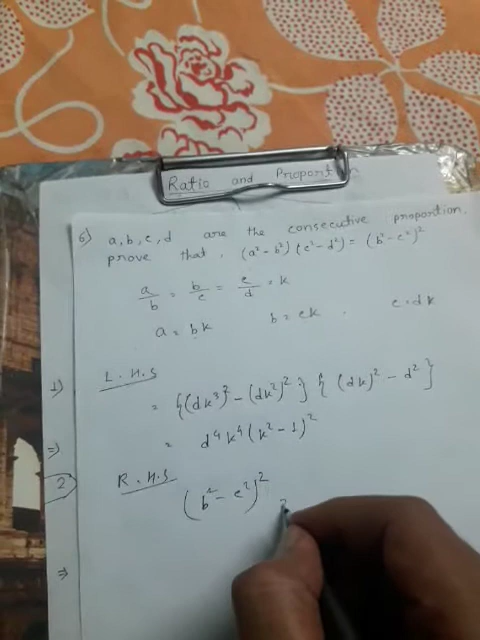 Ratio and Proport
6) a, b, c, d are the consecutive proportion.
prove that, (a² - b²) (c² - d²) = (b² - c²)²
a/b = b/c = c/d = k
a = bk b = ck , c = dk
1) L.H.S
= {(dk³)² - (dk²)²} {(dk)² - d²}
=) = d⁴k⁴(k² - 1)²
2 R.H.S
(b² - c²)²
=)